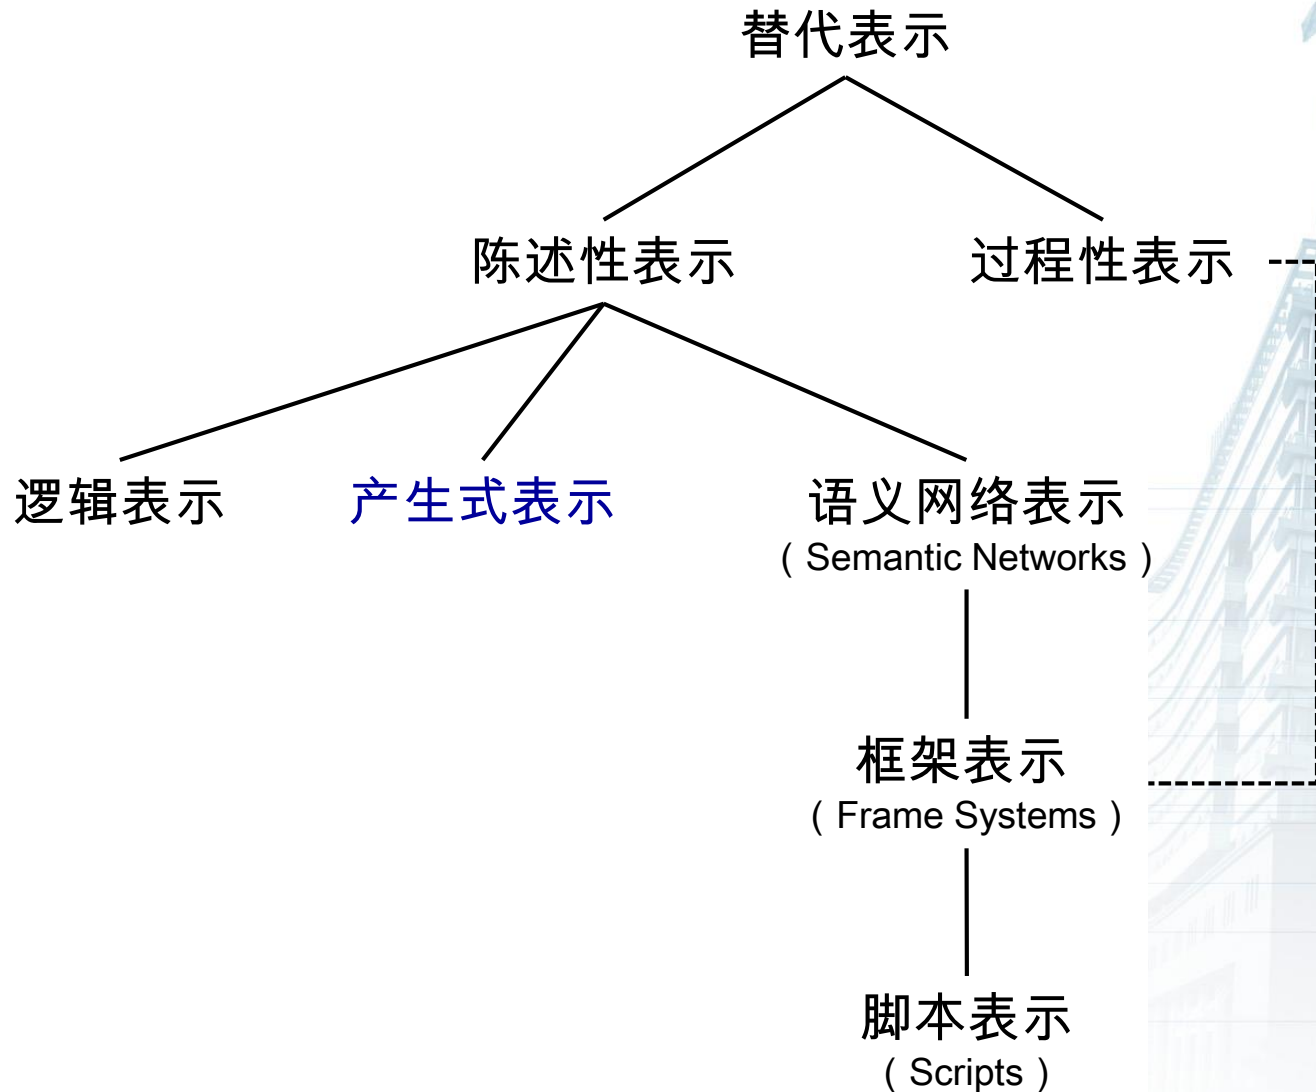 替代表示
陈述性表示
过程性表示
逻辑表示
产生式表示
语义网络表示
（Semantic Networks）
框架表示
（Frame Systems）
脚本表示
（Scripts）